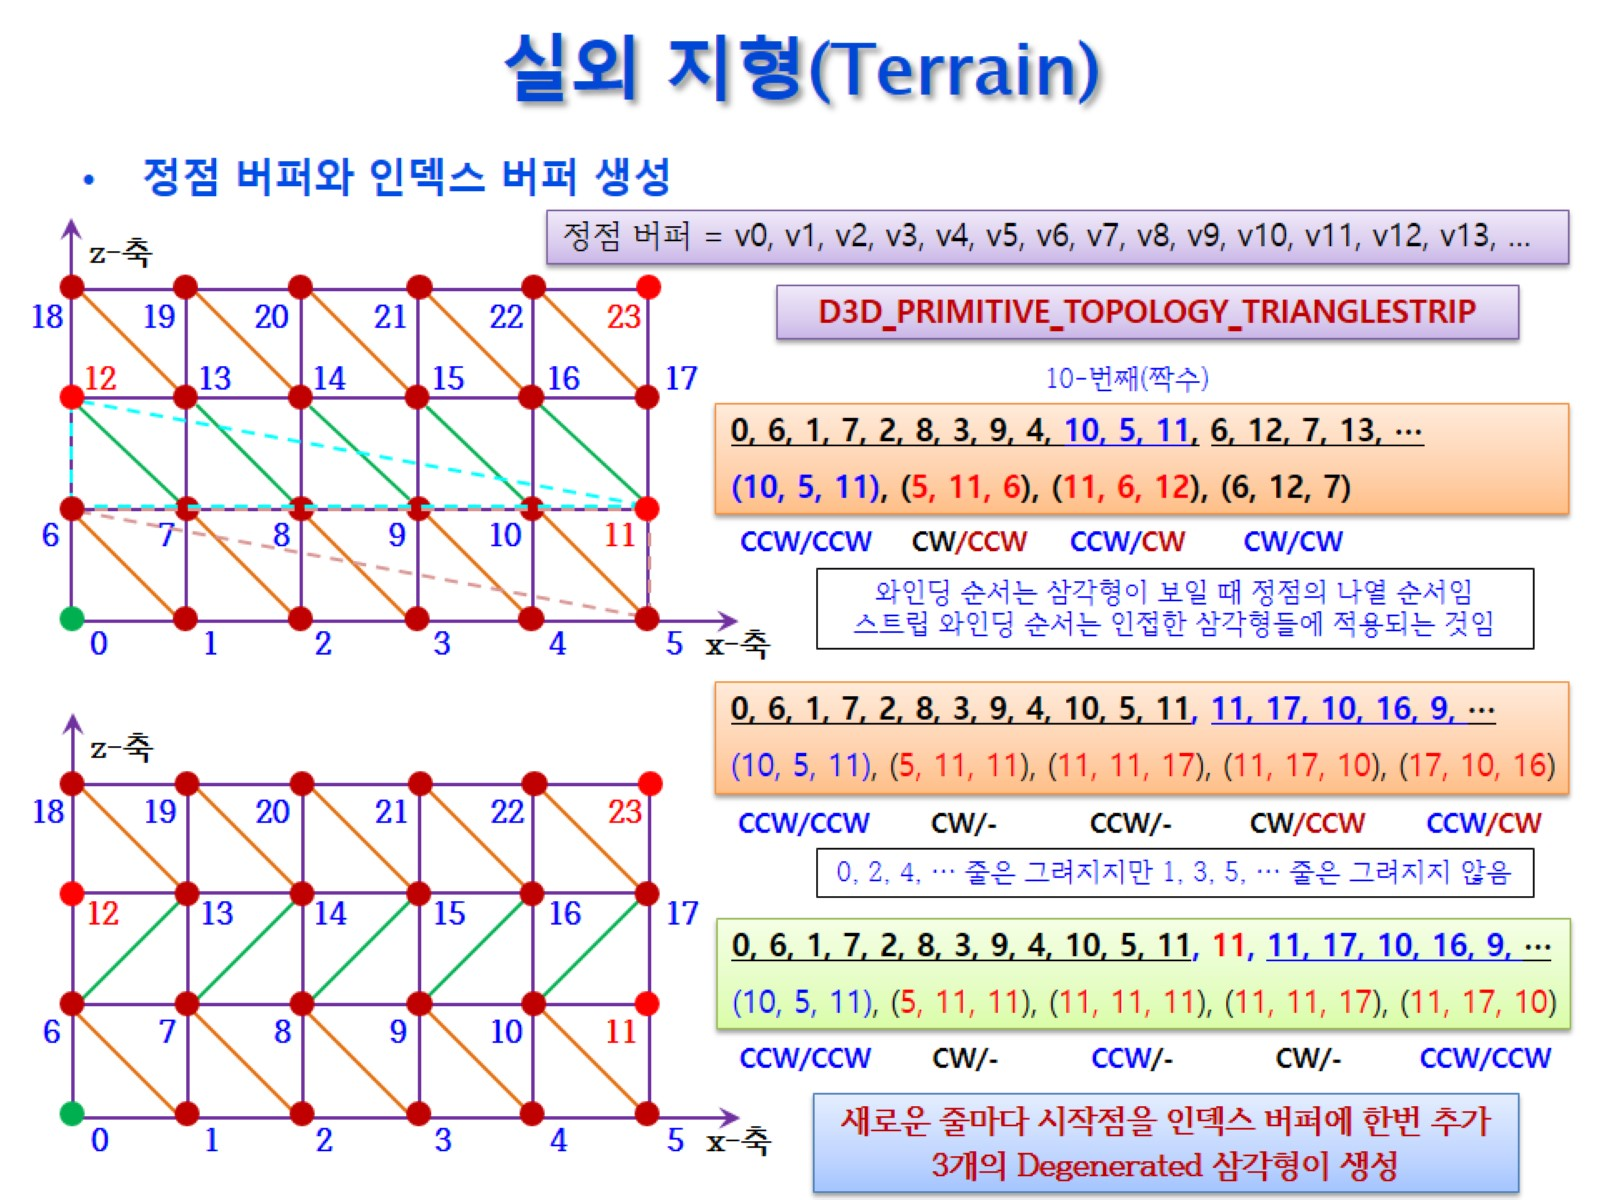 실외 지형(Terrain)
• 정점 버퍼와 인덱스 버퍼 생성
정점 버퍼 = v0, v1, v2, v3, v4, v5, v6, v7, v8, v9, v10, v11, v12, v13, ...
z-축
18 19 20 21 22 23
12 13 14 15 16 17
6 7 8 9 10 11
0 1 2 3 4 5 x-축
D3D_PRIMITIVE_TOPOLOGY_TRIANGLESTRIP
10-번째(짝수)
0, 6, 1, 7, 2, 8, 3, 9, 4, 10, 5, 11, 6, 12, 7, 13, ⋯
(10, 5, 11), (5, 11, 6), (11, 6, 12), (6, 12, 7)
CCW/CCW CW/CCW CCW/CW CW/CW
와인딩 순서는 삼각형이 보일 때 정점의 나열 순서임
스트립 와인딩 순서는 인접한 삼각형들에 적용되는 것임
z-축
18 19 20 21 22 23
12 13 14 15 16 17
6 7 8 9 10 11
0 1 2 3 4 5 x-축
0, 6, 1, 7, 2, 8, 3, 9, 4, 10, 5, 11, 11, 17, 10, 16, 9, ⋯
(10, 5, 11), (5, 11, 11), (11, 11, 17), (11, 17, 10), (17, 10, 16)
CCW/CCW CW/- CCW/- CW/CCW CCW/CW
0, 2, 4, ⋯ 줄은 그려지지만 1, 3, 5, ⋯ 줄은 그려지지 않음
0, 6, 1, 7, 2, 8, 3, 9, 4, 10, 5, 11, 11, 11, 17, 10, 16, 9, ⋯
(10, 5, 11), (5, 11, 11), (11, 11, 11), (11, 11, 17), (11, 17, 10)
CCW/CCW CW/- CCW/- CW/- CCW/CCW
새로운 줄마다 시작점을 인덱스 버퍼에 한번 추가
3개의 Degenerated 삼각형이 생성